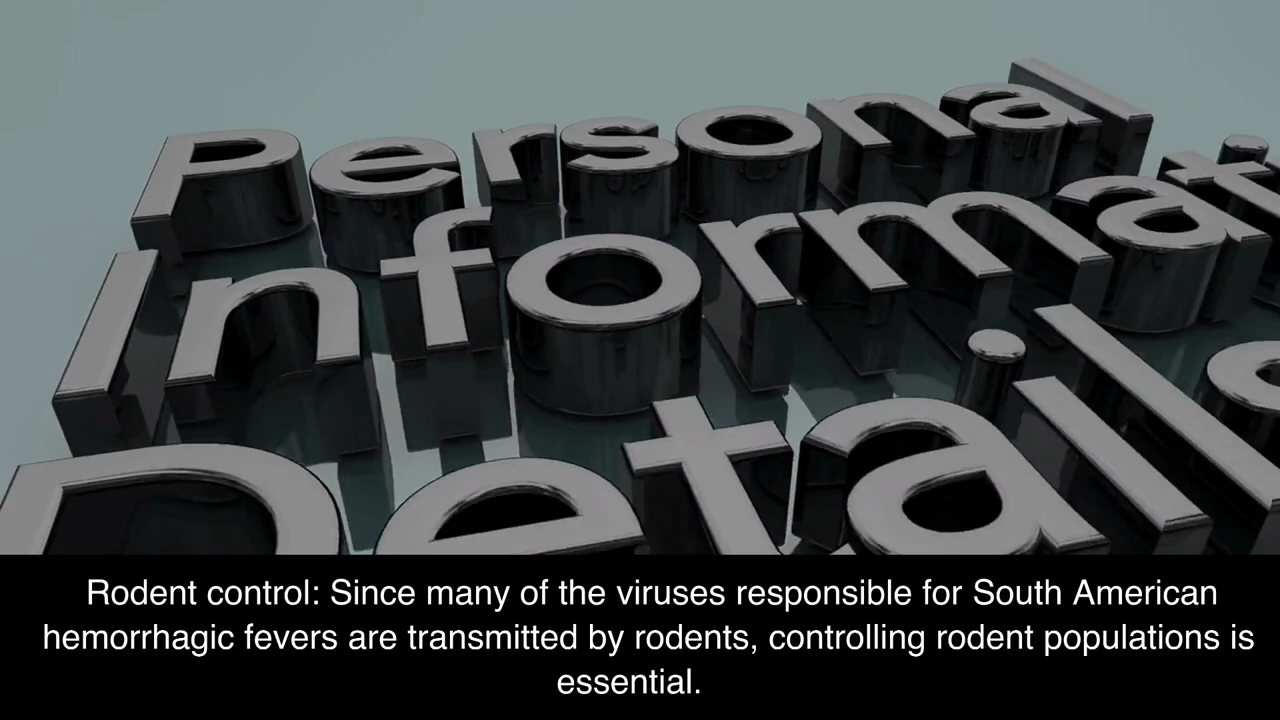 Personal
Informat
Detail
Rodent control: Since many of the viruses responsible for South American
hemorrhagic fevers are transmitted by rodents, controlling rodent populations is
essential.